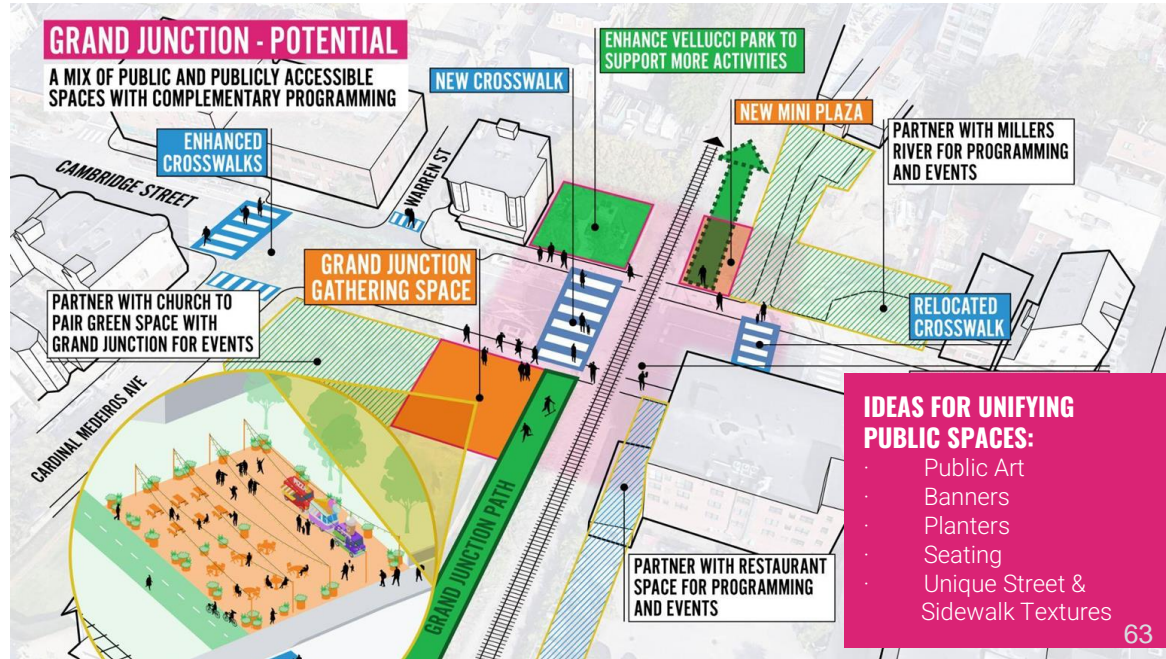 GRAND JUNCTION - POTENTIAL
A MIX OF PUBLIC AND PUBLICLY ACCESSIBLE
SPACES WITH COMPLEMENTARY PROGRAMMING
ENHANCE VELLUCCI PARK TO
SUPPORT MORE ACTIVITIES
NEW CROSSWALK
NEW MINI PLAZA
ENHANCED
CROSSWALKS
PARTNER WITH MILLERS
RIVER FOR PROGRAMMING
AND EVENTS
CAMBRIDGE STREET
WARREN ST
GRAND JUNCTION
GATHERING SPACE
PARTNER WITH CHURCH TO
PAIR GREEN SPACE WITH
GRAND JUNCTION FOR EVENTS
RELOCATED
CROSSWALK
CARDINAL MEDEIROS AVE
GRAND JUNCTION PATH
PARTNER WITH RESTAURANT
SPACE FOR PROGRAMMING
AND EVENTS
IDEAS FOR UNIFYING
PUBLIC SPACES:
· Public Art
· Banners
· Planters
· Seating
· Unique Street &
Sidewalk Textures
63